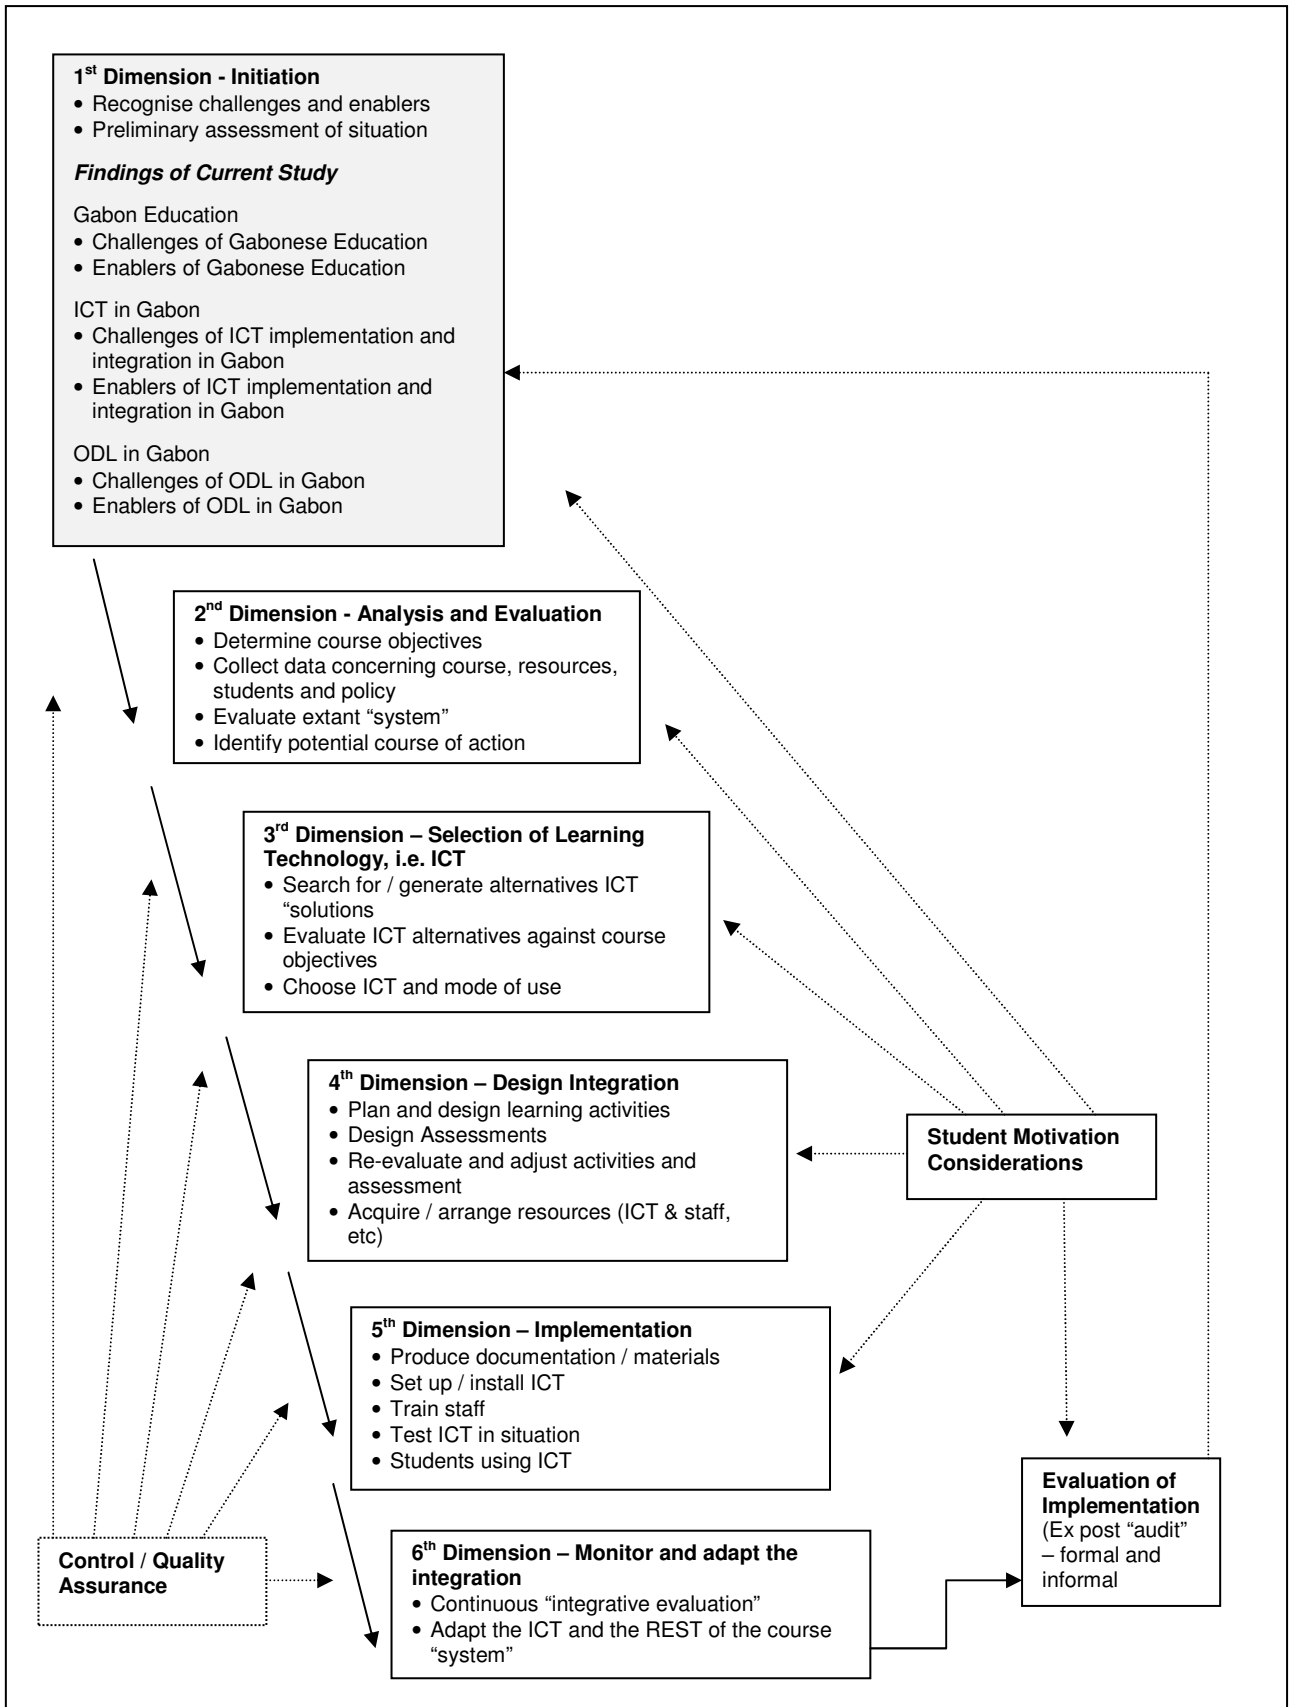 1st Dimension - Initiation
• Recognise challenges and enablers
• Preliminary assessment of situation
Findings of Current Study
Gabon Education
• Challenges of Gabonese Education
• Enablers of Gabonese Education
ICT in Gabon
• Challenges of ICT implementation and
integration in Gabon
• Enablers of ICT implementation and
integration in Gabon
ODL in Gabon
• Challenges of ODL in Gabon
• Enablers of ODL in Gabon
2nd Dimension - Analysis and Evaluation
• Determine course objectives
• Collect data concerning course, resources,
students and policy
• Evaluate extant “system”
• Identify potential course of action
3rd Dimension – Selection of Learning
Technology, i.e. ICT
• Search for / generate alternatives ICT
“solutions
• Evaluate ICT alternatives against course
objectives
• Choose ICT and mode of use
4th Dimension – Design Integration
• Plan and design learning activities
• Design Assessments
• Re-evaluate and adjust activities and
assessment
• Acquire / arrange resources (ICT & staff,
etc)
Student Motivation
Considerations
5th Dimension – Implementation
• Produce documentation / materials
• Set up / install ICT
• Train staff
• Test ICT in situation
• Students using ICT
Evaluation of
Implementation
(Ex post “audit”
– formal and
informal
Control / Quality
Assurance
6th Dimension – Monitor and adapt the
integration
• Continuous “integrative evaluation”
• Adapt the ICT and the REST of the course
“system”